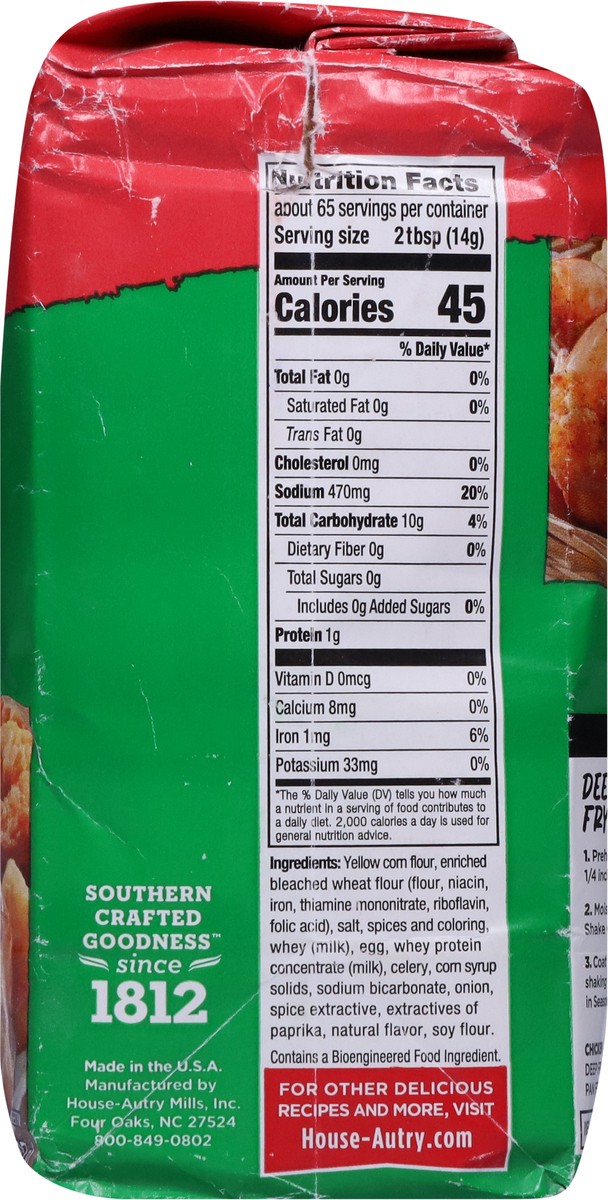 Nutrition Facts
about 65 servings per container
Serving size 2 tbsp (14g)
Amount Per Serving
Calories 45
% Daily Value*
Total Fat 0g 0%
Saturated Fat 0g 0%
Trans Fat 0g
Cholesterol 0mg 0%
Sodium 470mg 20%
Total Carbohydrate 10g 4%
Dietary Fiber 0g 0%
Total Sugars 0g
Includes 0g Added Sugars 0%
Protein 1g
Vitamin D 0mcg 0%
Calcium 8mg 0%
Iron 1mg 6%
Potassium 33mg 0%
*The % Daily Value (DV) tells you how much
a nutrient in a serving of food contributes to
a daily diet. 2,000 calories a day is used for
general nutrition advice.
Ingredients: Yellow corn flour, enriched
bleached wheat flour (flour, niacin,
iron, thiamine mononitrate, riboflavin,
folic acid), salt, spices and coloring,
whey (milk), egg, whey protein
concentrate (milk), celery, corn syrup
solids, sodium bicarbonate, onion,
spice extractive, extractives of
paprika, natural flavor, soy flour.
Contains a Bioengineered Food Ingredient.
FOR OTHER DELICIOUS
RECIPES AND MORE, VISIT
House-Autry.com
SOUTHERN
CRAFTED
GOODNESS™
since
1812
Made in the U.S.A.
Manufactured by
House-Autry Mills, Inc.
Four Oaks, NC 27524
800-849-0802
1.
1/4
2.
Shake
3. Coat
shaking